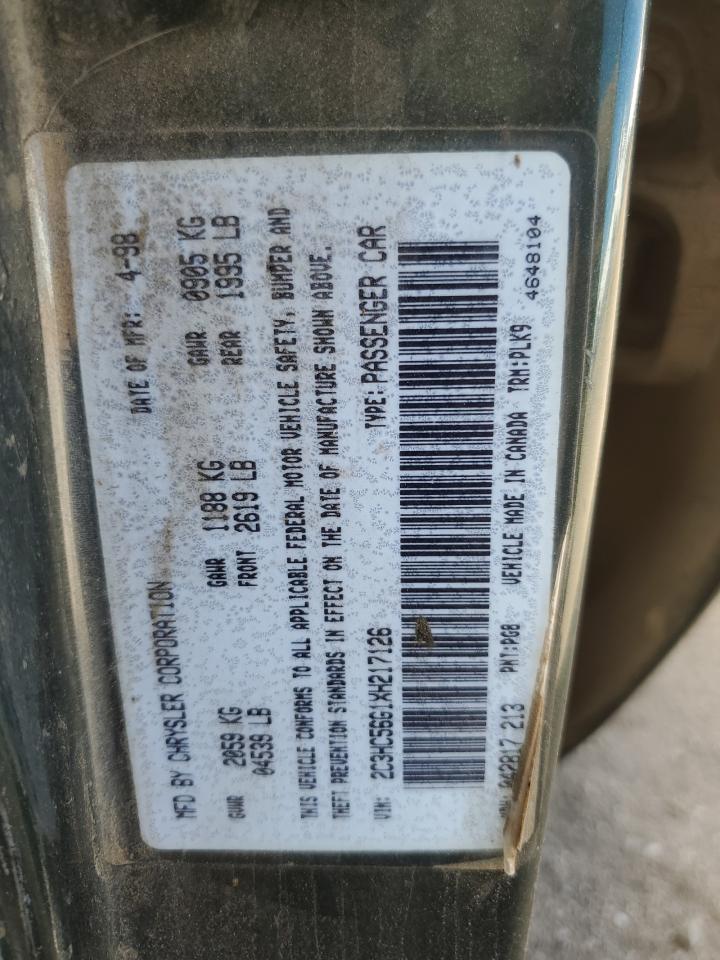 MFD BY CHRYSLER CORPORATION DATE OF MFR: 4-98
GVWR 2059 KG GAWR 1188 KG GAWR 0905 KG
04539 LB FRONT 2619 LB REAR 1995 LB
THIS VEHICLE CONFORMS TO ALL APPLICABLE FEDERAL MOTOR VEHICLE SAFETY, BUMPER AND
THEFT PREVENTION STANDARDS IN EFFECT ON THE DATE OF MANUFACTURE SHOWN ABOVE.
VIN: 2C3HC56G1XH217126 TYPE: PASSENGER CAR
042817 213 PNT:PG8 VEHICLE MADE IN CANADA TRM:PLK9
4648104